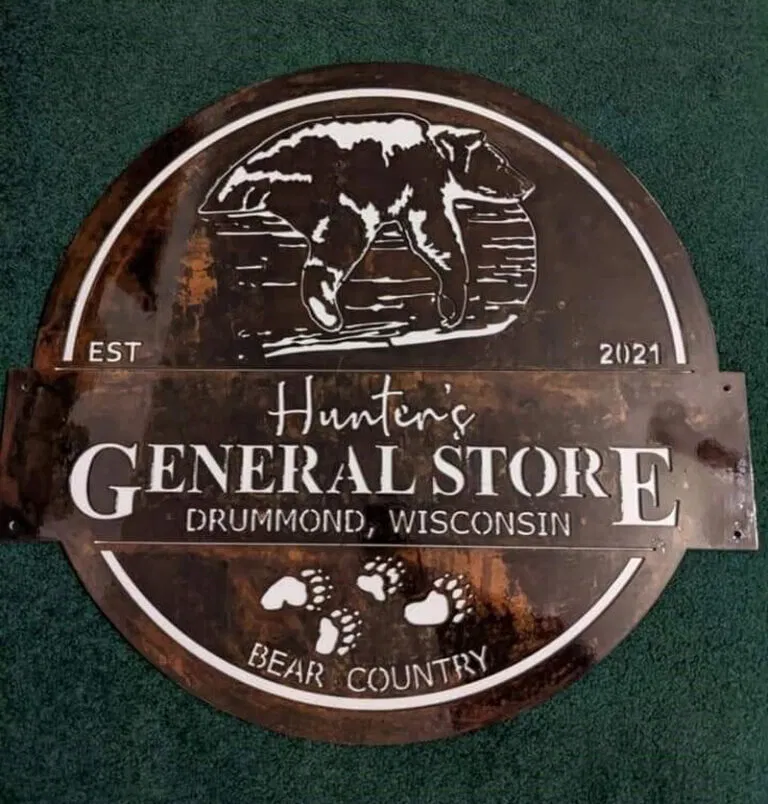 EST 2021
Hunter's
GENERAL STORE
DRUMMOND, WISCONSIN
BEAR COUNTRY